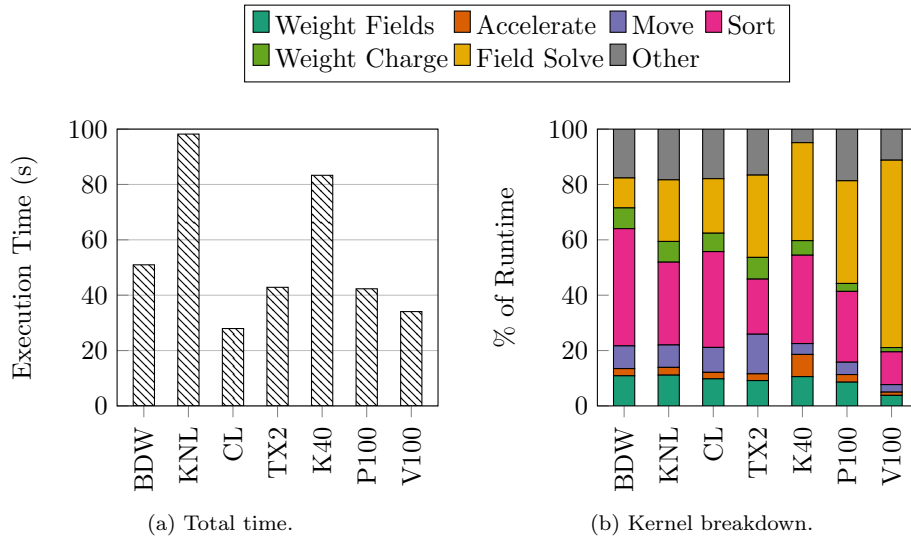 Weight Fields Accelerate Move Sort
Weight Charge Field Solve Other
Execution Time (s)
100
80
60
40
20
0
BDW KNL CL TX2 K40 P100 V100
(a) Total time.
% of Runtime
100
80
60
40
20
0
BDW KNL CL TX2 K40 P100 V100
(b) Kernel breakdown.